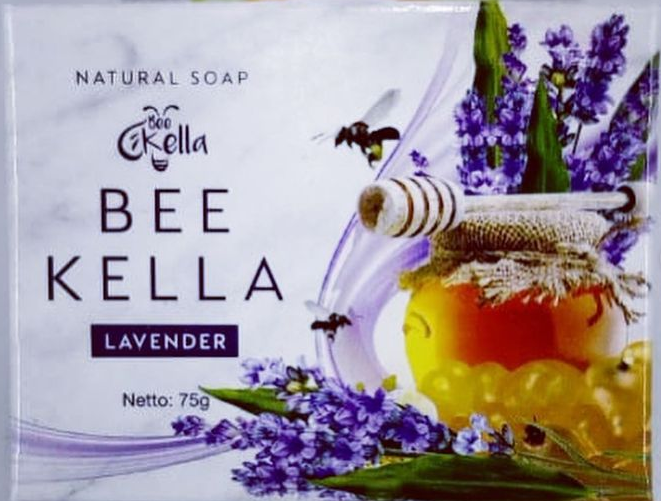 NATURAL SOAP
Bee
Kella
BEE
KELLA
LAVENDER
Netto: 75g